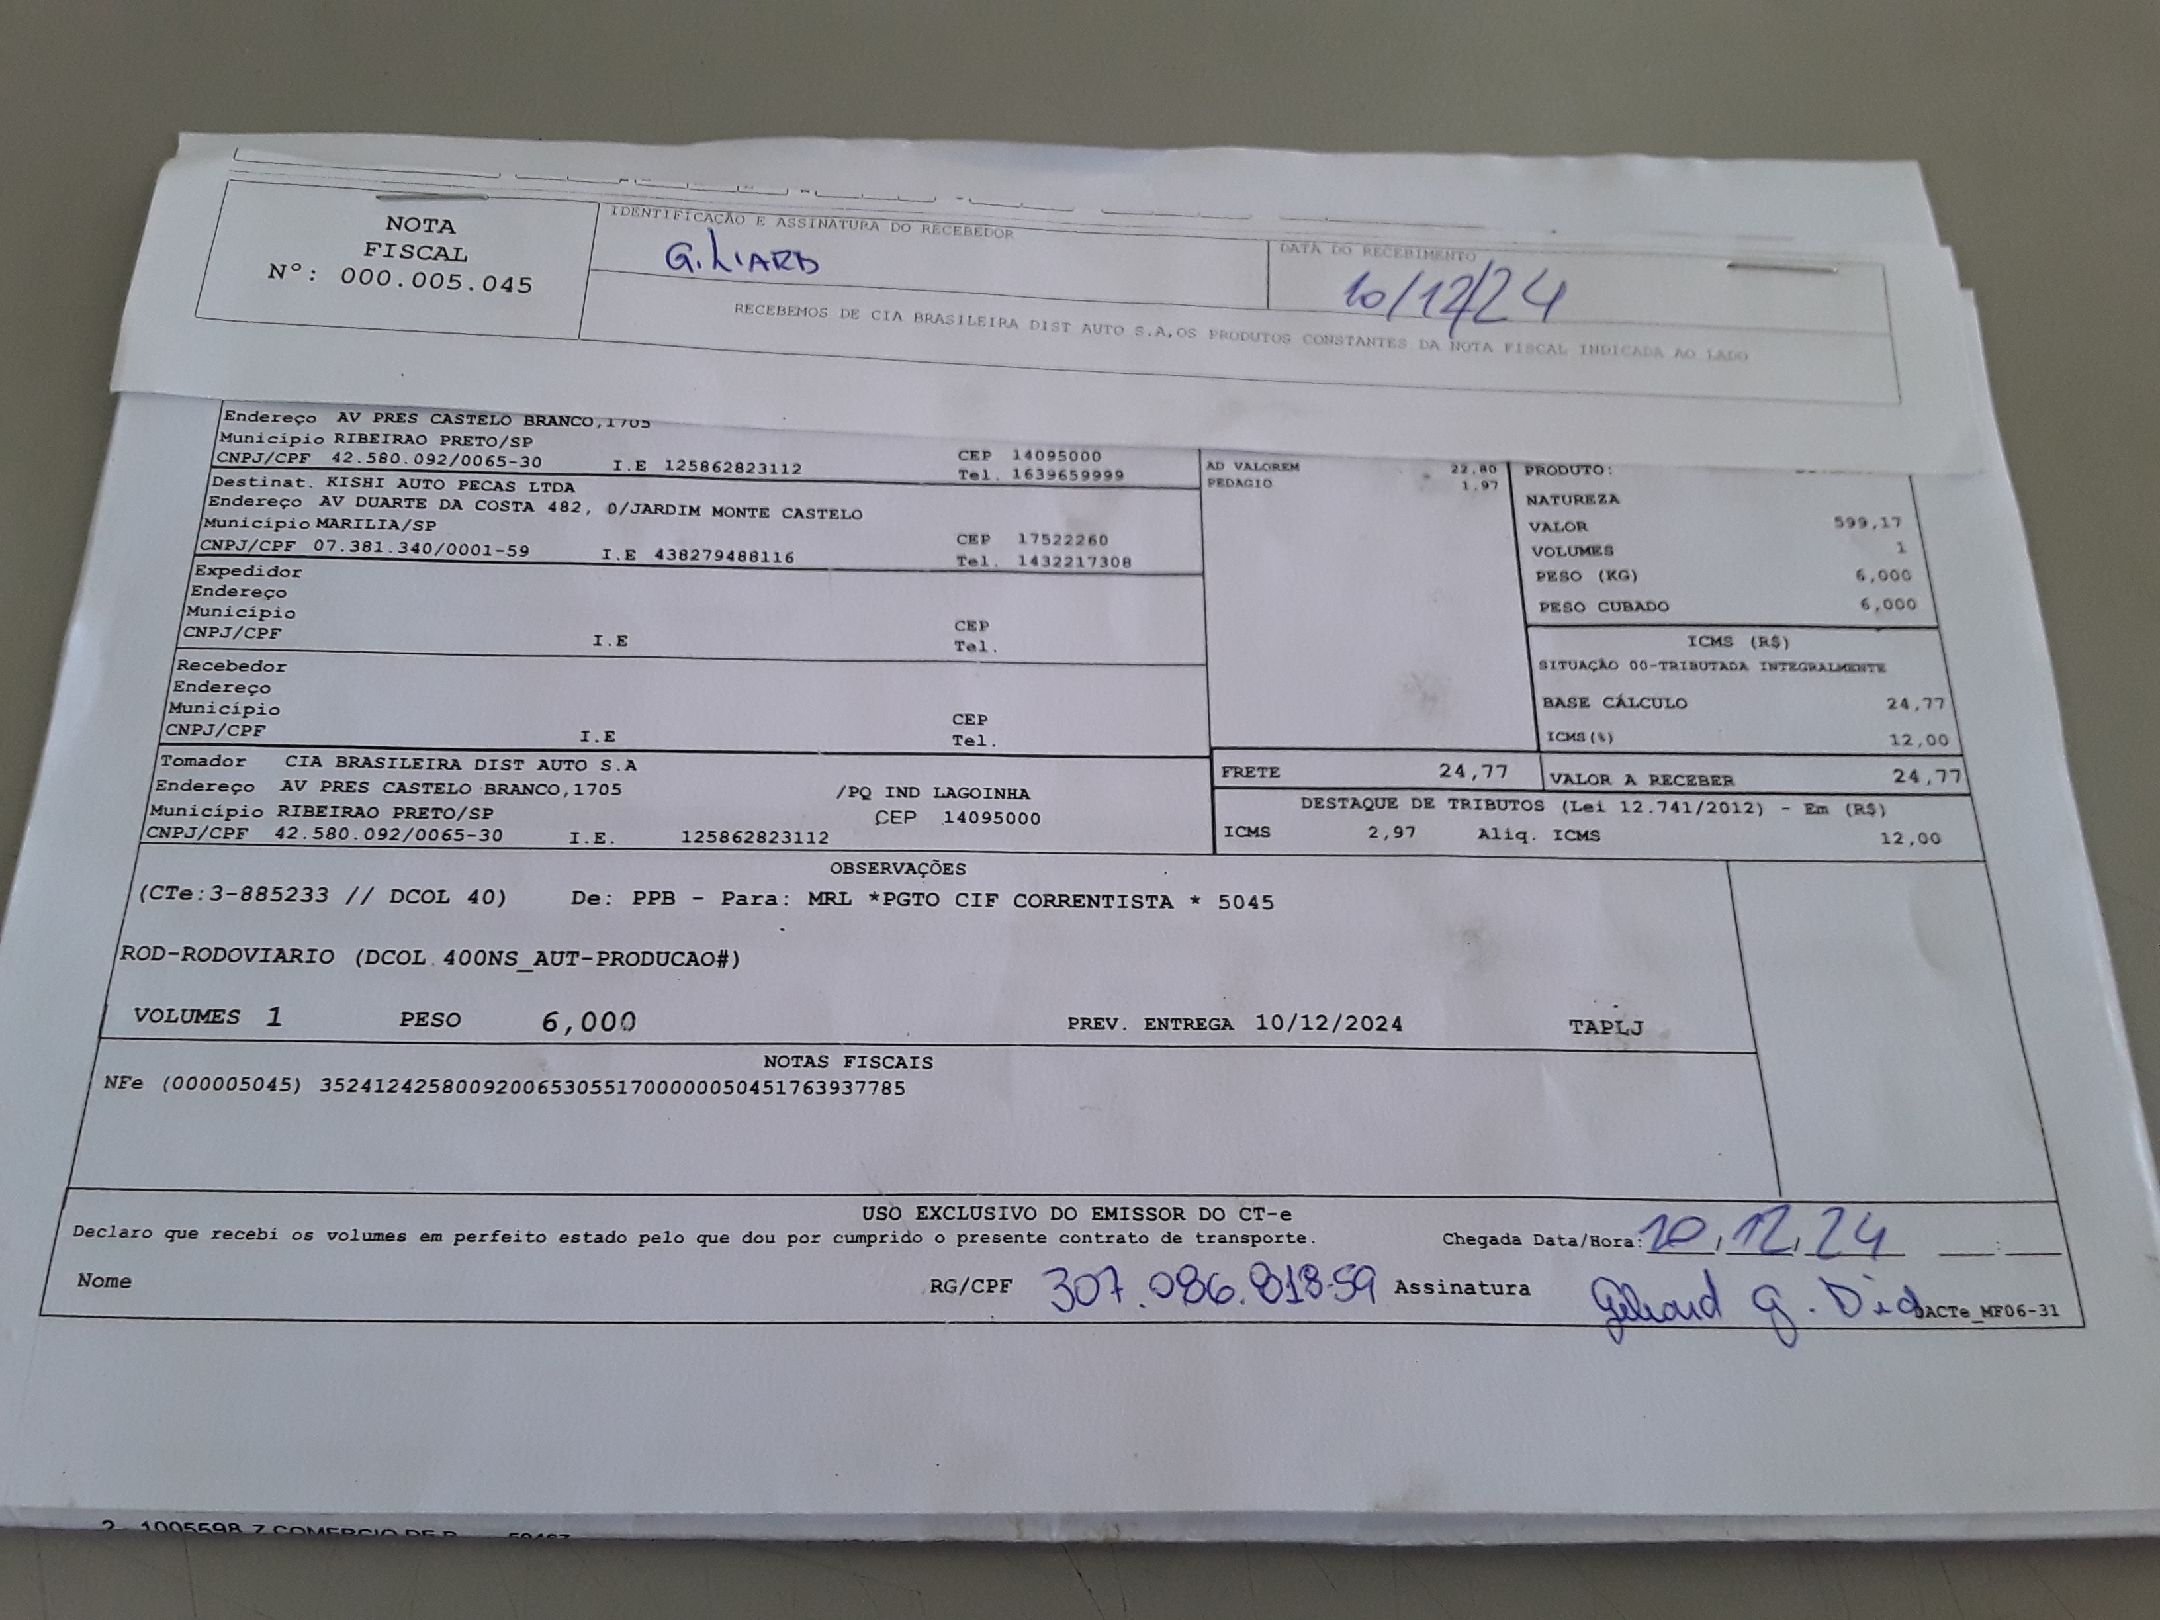 NOTA
FISCAL
Nº: 000.005.045
IDENTIFICAÇÃO E ASSINATURA DO RECEBEDOR
GiLIARD
DATA DO RECEBIMENTO
10/12/24
RECEBEMOS DE CIA BRASILEIRA DIST AUTO S.A,OS PRODUTOS CONSTANTES DA NOTA FISCAL INDICADA AO LADO
Endereço AV PRES CASTELO BRANCO,1705
Município RIBEIRAO PRETO/SP CEP 14095000
CNPJ/CPF 42.580.092/0065-30 I.E 125862823112 Tel. 1639659999
Destinat. KISHI AUTO PECAS LTDA
Endereço AV DUARTE DA COSTA 482, 0/JARDIM MONTE CASTELO
Município MARILIA/SP CEP 17522260
CNPJ/CPF 07.381.340/0001-59 I.E 438279488116 Tel. 1432217308
Expedidor
Endereço
Município CEP
CNPJ/CPF I.E Tel.
Recebedor
Endereço
Município CEP
CNPJ/CPF I.E Tel.
Tomador CIA BRASILEIRA DIST AUTO S.A
Endereço AV PRES CASTELO BRANCO,1705 /PQ IND LAGOINHA
Município RIBEIRAO PRETO/SP CEP 14095000
CNPJ/CPF 42.580.092/0065-30 I.E. 125862823112
AD VALOREM 22,80
PEDAGIO 1,97
PRODUTO:
NATUREZA
VALOR 599,17
VOLUMES 1
PESO (KG) 6,000
PESO CUBADO 6,000
ICMS (R$)
SITUAÇÃO 00-TRIBUTADA INTEGRALMENTE
BASE CÁLCULO 24,77
ICMS(%) 12,00
FRETE 24,77 VALOR A RECEBER 24,77
DESTAQUE DE TRIBUTOS (Lei 12.741/2012) - Em (R$)
ICMS 2,97 Aliq. ICMS 12,00
OBSERVAÇÕES
(CTe:3-885233 // DCOL 40) De: PPB - Para: MRL *PGTO CIF CORRENTISTA * 5045
ROD-RODOVIARIO (DCOL 400NS_AUT-PRODUCAO#)
VOLUMES 1 PESO 6,000 PREV. ENTREGA 10/12/2024 TAPLJ
NOTAS FISCAIS
NFe (000005045) 35241242580092006530551700000050451763937785
USO EXCLUSIVO DO EMISSOR DO CT-e
Declaro que recebi os volumes em perfeito estado pelo que dou por cumprido o presente contrato de transporte. Chegada Data/Hora: 10, 12, 24 :
Nome RG/CPF 307.086.818-59 Assinatura G. DACTe_MF06-31